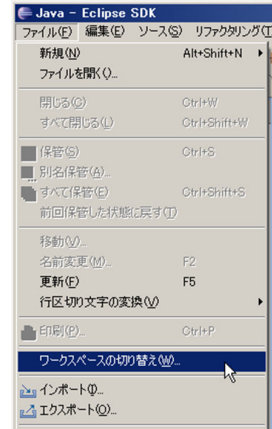 Java - Eclipse SDK
ファイル(F) 編集(E) ソース(S) リファクタリング(T
新規(N) Alt+Shift+N
ファイルを開く()...
閉じる(C) Ctrl+W
すべて閉じる(L) Ctrl+Shift+W
保管(S) Ctrl+S
別名保管(A)...
すべて保管(E) Ctrl+Shift+S
前回保管した状態に戻す(T)
移動(V)...
名前変更(M)... F2
更新(F) F5
行区切り文字の変換(V)
印刷(P)... Ctrl+P
ワークスペースの切り替え(W)...
インポート(I)...
エクスポート(O)...